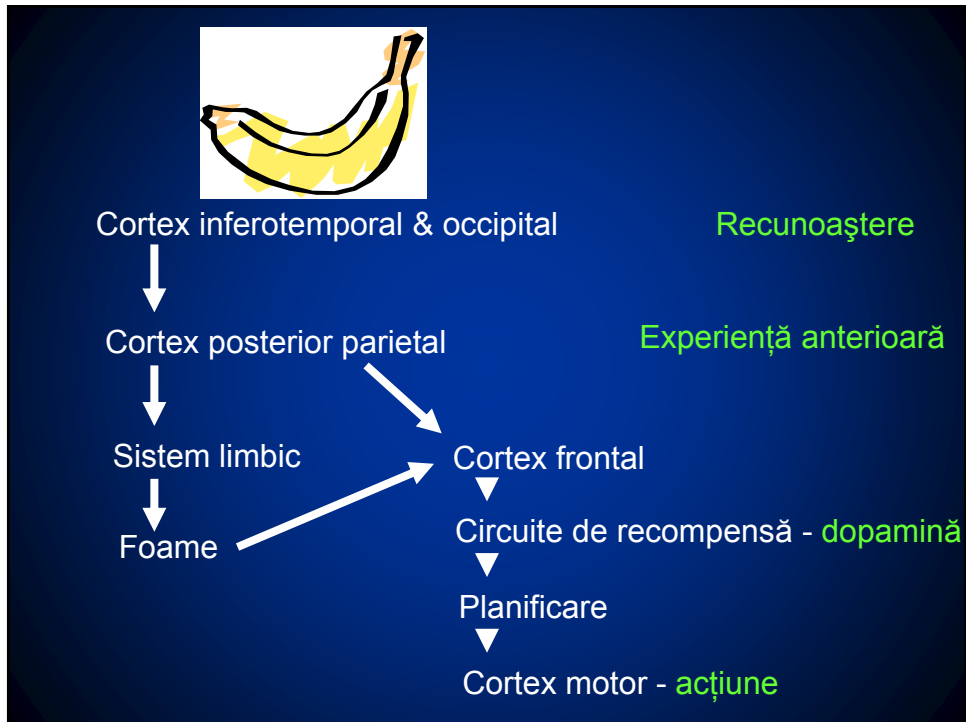 Cortex inferotemporal & occipital
Recunoaştere
Cortex posterior parietal
Experiență anterioară
Sistem limbic
Cortex frontal
Foame
Circuite de recompensă - dopamină
Planificare
Cortex motor - acțiune